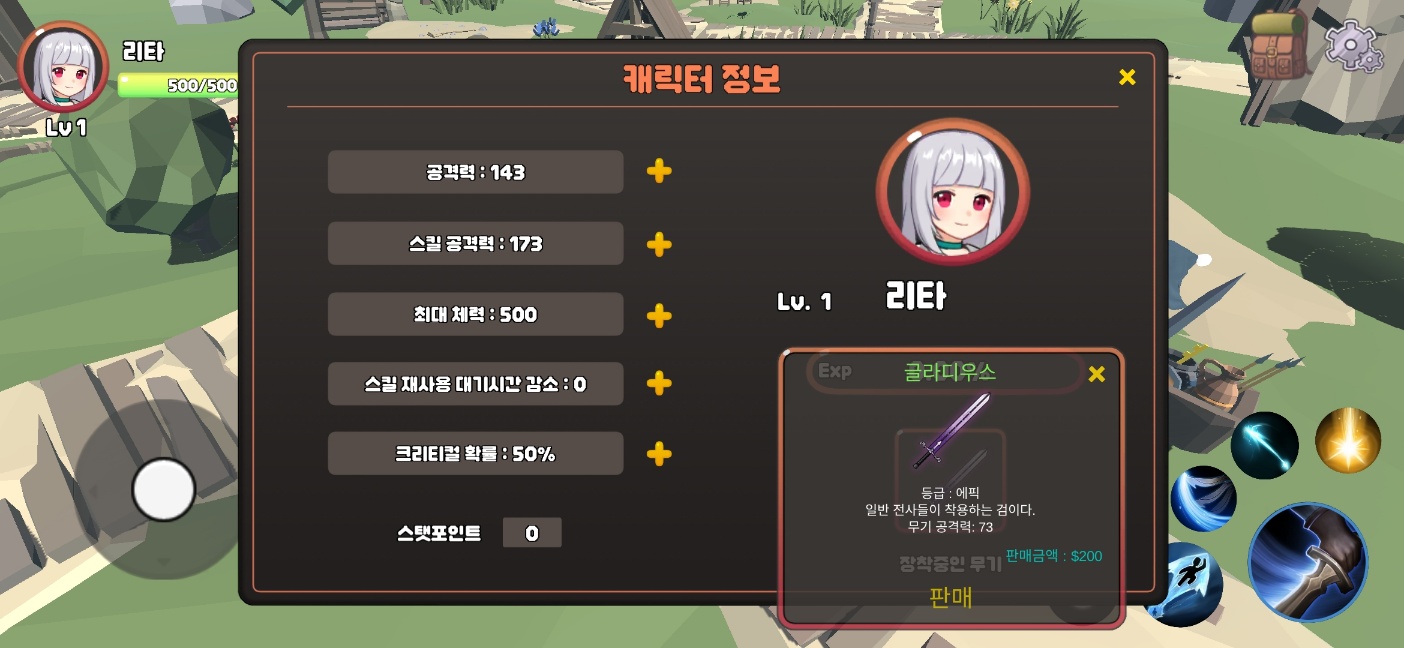 리타
500/500
Lv 1
캐릭터 정보
공격력 : 143
스킬 공격력 : 173
최대 체력 : 500
스킬 재사용 대기시간 감소 : 0
크리티컬 확률 : 50%
스탯포인트 0
Lv. 1 리타
Exp
글라디우스
등급 : 에픽
일반 전사들이 착용하는 검이다.
무기 공격력: 73
장착중인 무기
판매금액 : $200
판매